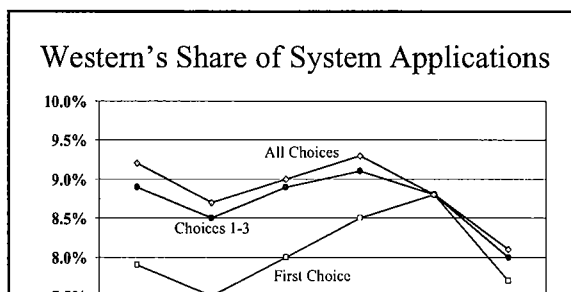 Western's Share of System Applications
10.0%
9.5%
All Choices
9.0%
8.5%
Choices 1-3
8.0%
First Choice